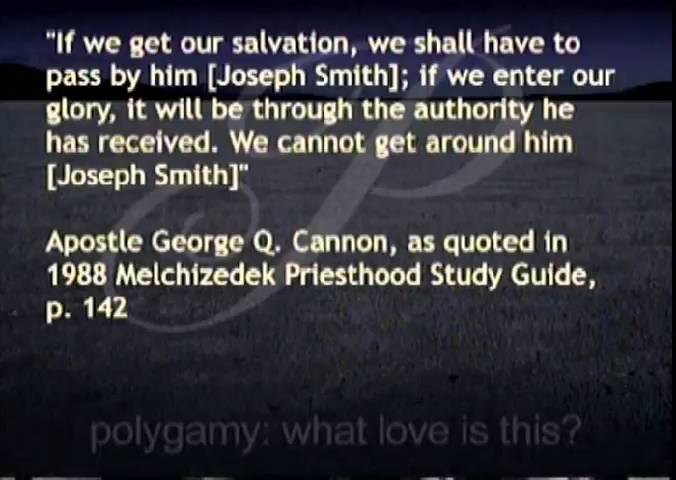 "If we get our salvation, we shall have to
pass by him [Joseph Smith]; if we enter our
glory, it will be through the authority he
has received. We cannot get around him
[Joseph Smith]"
Apostle George Q. Cannon, as quoted in
1988 Melchizedek Priesthood Study Guide,
p. 142
P
polygamy: what love is this?